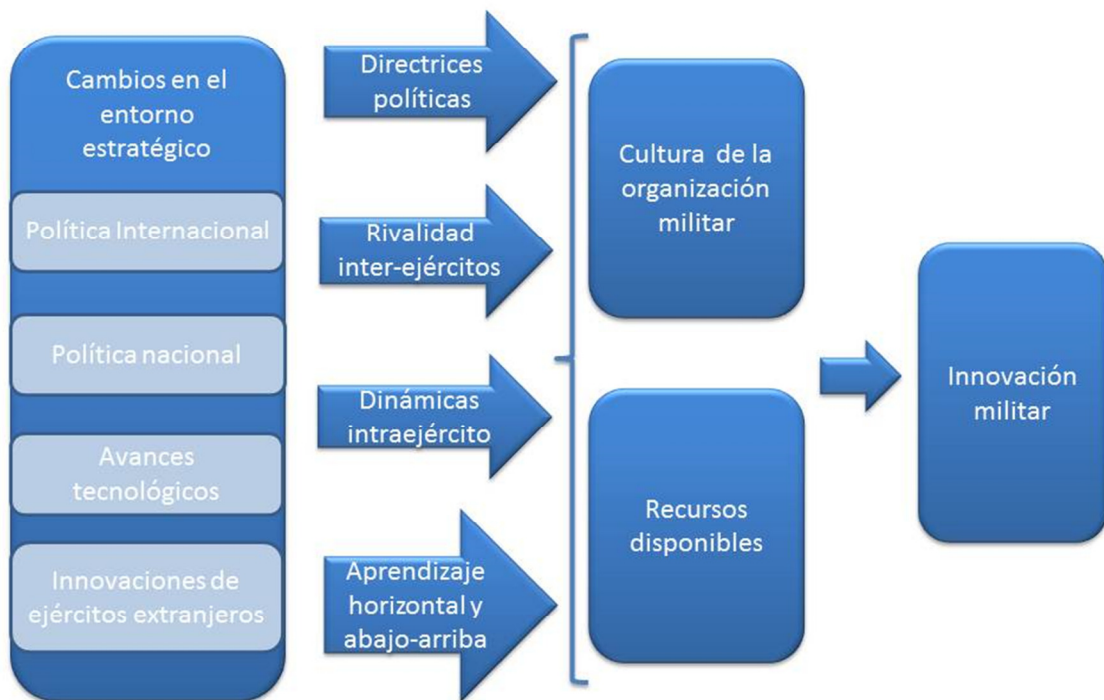 Cambios en el
entorno
estratégico
Política Internacional
Política nacional
Avances
tecnológicos
Innovaciones de
ejércitos extranjeros
Directrices
políticas
Rivalidad
inter-ejércitos
Dinámicas
intraejército
Aprendizaje
horizontal y
abajo-arriba
Cultura de la
organización
militar
Recursos
disponibles
Innovación
militar